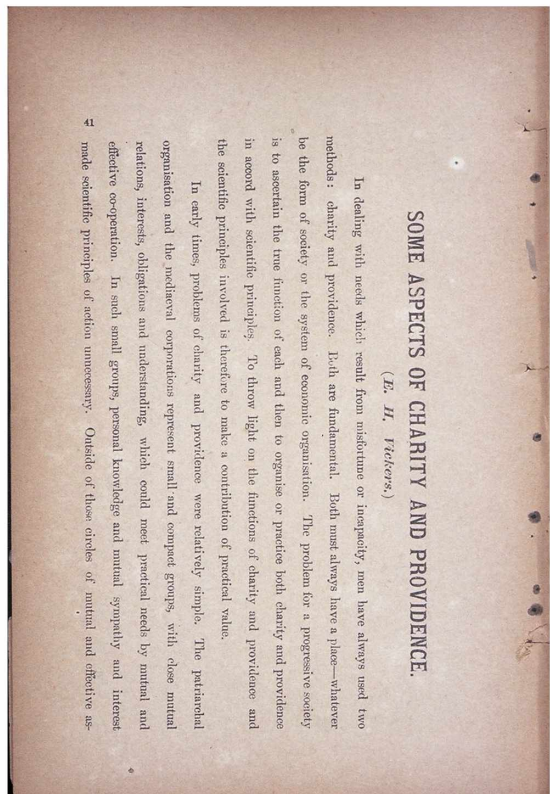 SOME ASPECTS OF CHARITY AND PROVIDENCE.
(E. H. Vickers.)
In dealing with needs which result from misfortune or incapacity, men have always used two
methods: charity and providence. Both are fundamental. Both must always have a place—whatever
be the form of society or the system of economic organisation. The problem for a progressive society
is to ascertain the true function of each and then to organise or practice both charity and providence
in accord with scientific principles. To throw light on the functions of charity and providence and
the scientific principles involved is therefore to make a contribution of practical value.
In early times, problems of charity and providence were relatively simple. The patriarchal
organisation and the mediaeval corporations represent small and compact groups, with close mutual
relations, interests, obligations and understanding, which could meet practical needs by mutual and
effective co-operation. In such small groups, personal knowledge and mutual sympathy and interest
made scientific principles of action unnecessary. Outside of those circles of mutual and effective as-
41